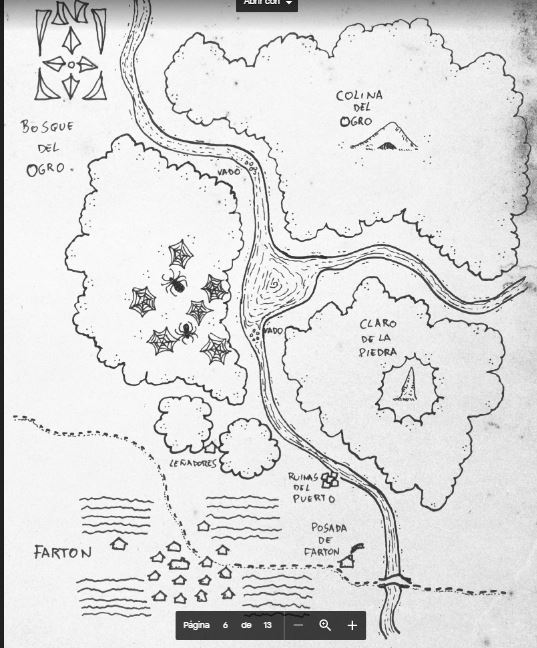 Abrir con
BOSQUE
DEL
OGRO.
COLINA
DEL
OGRO
VADO
VADO
CLARO
DE LA
PIEDRA
LEÑADORES
RUINAS
DEL
PUERTO
POSADA
DE
FARTON
FARTON
Página 6 de 13